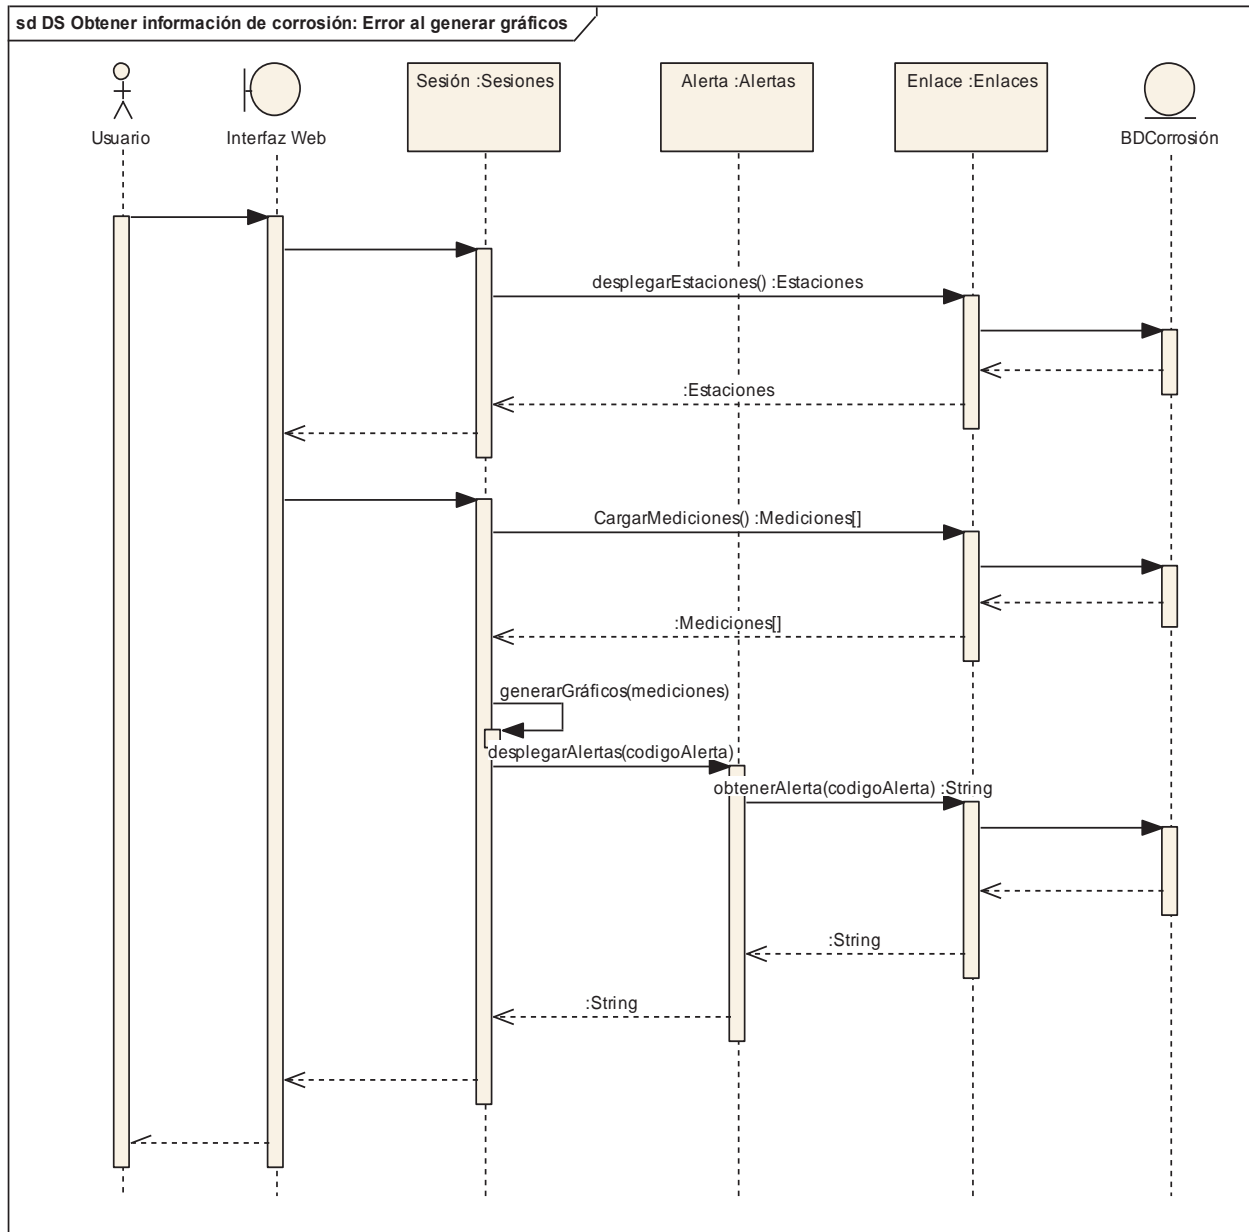 sd DS Obtener información de corrosión: Error al generar gráficos
Usuario
Interfaz Web
Sesión :Sesiones
Alerta :Alertas
Enlace :Enlaces
BDCorrosión
desplegarEstaciones() :Estaciones
:Estaciones
CargarMediciones() :Mediciones[]
:Mediciones[]
generarGráficos(mediciones)
desplegarAlertas(codigoAlerta)
obtenerAlerta(codigoAlerta) :String
:String
:String